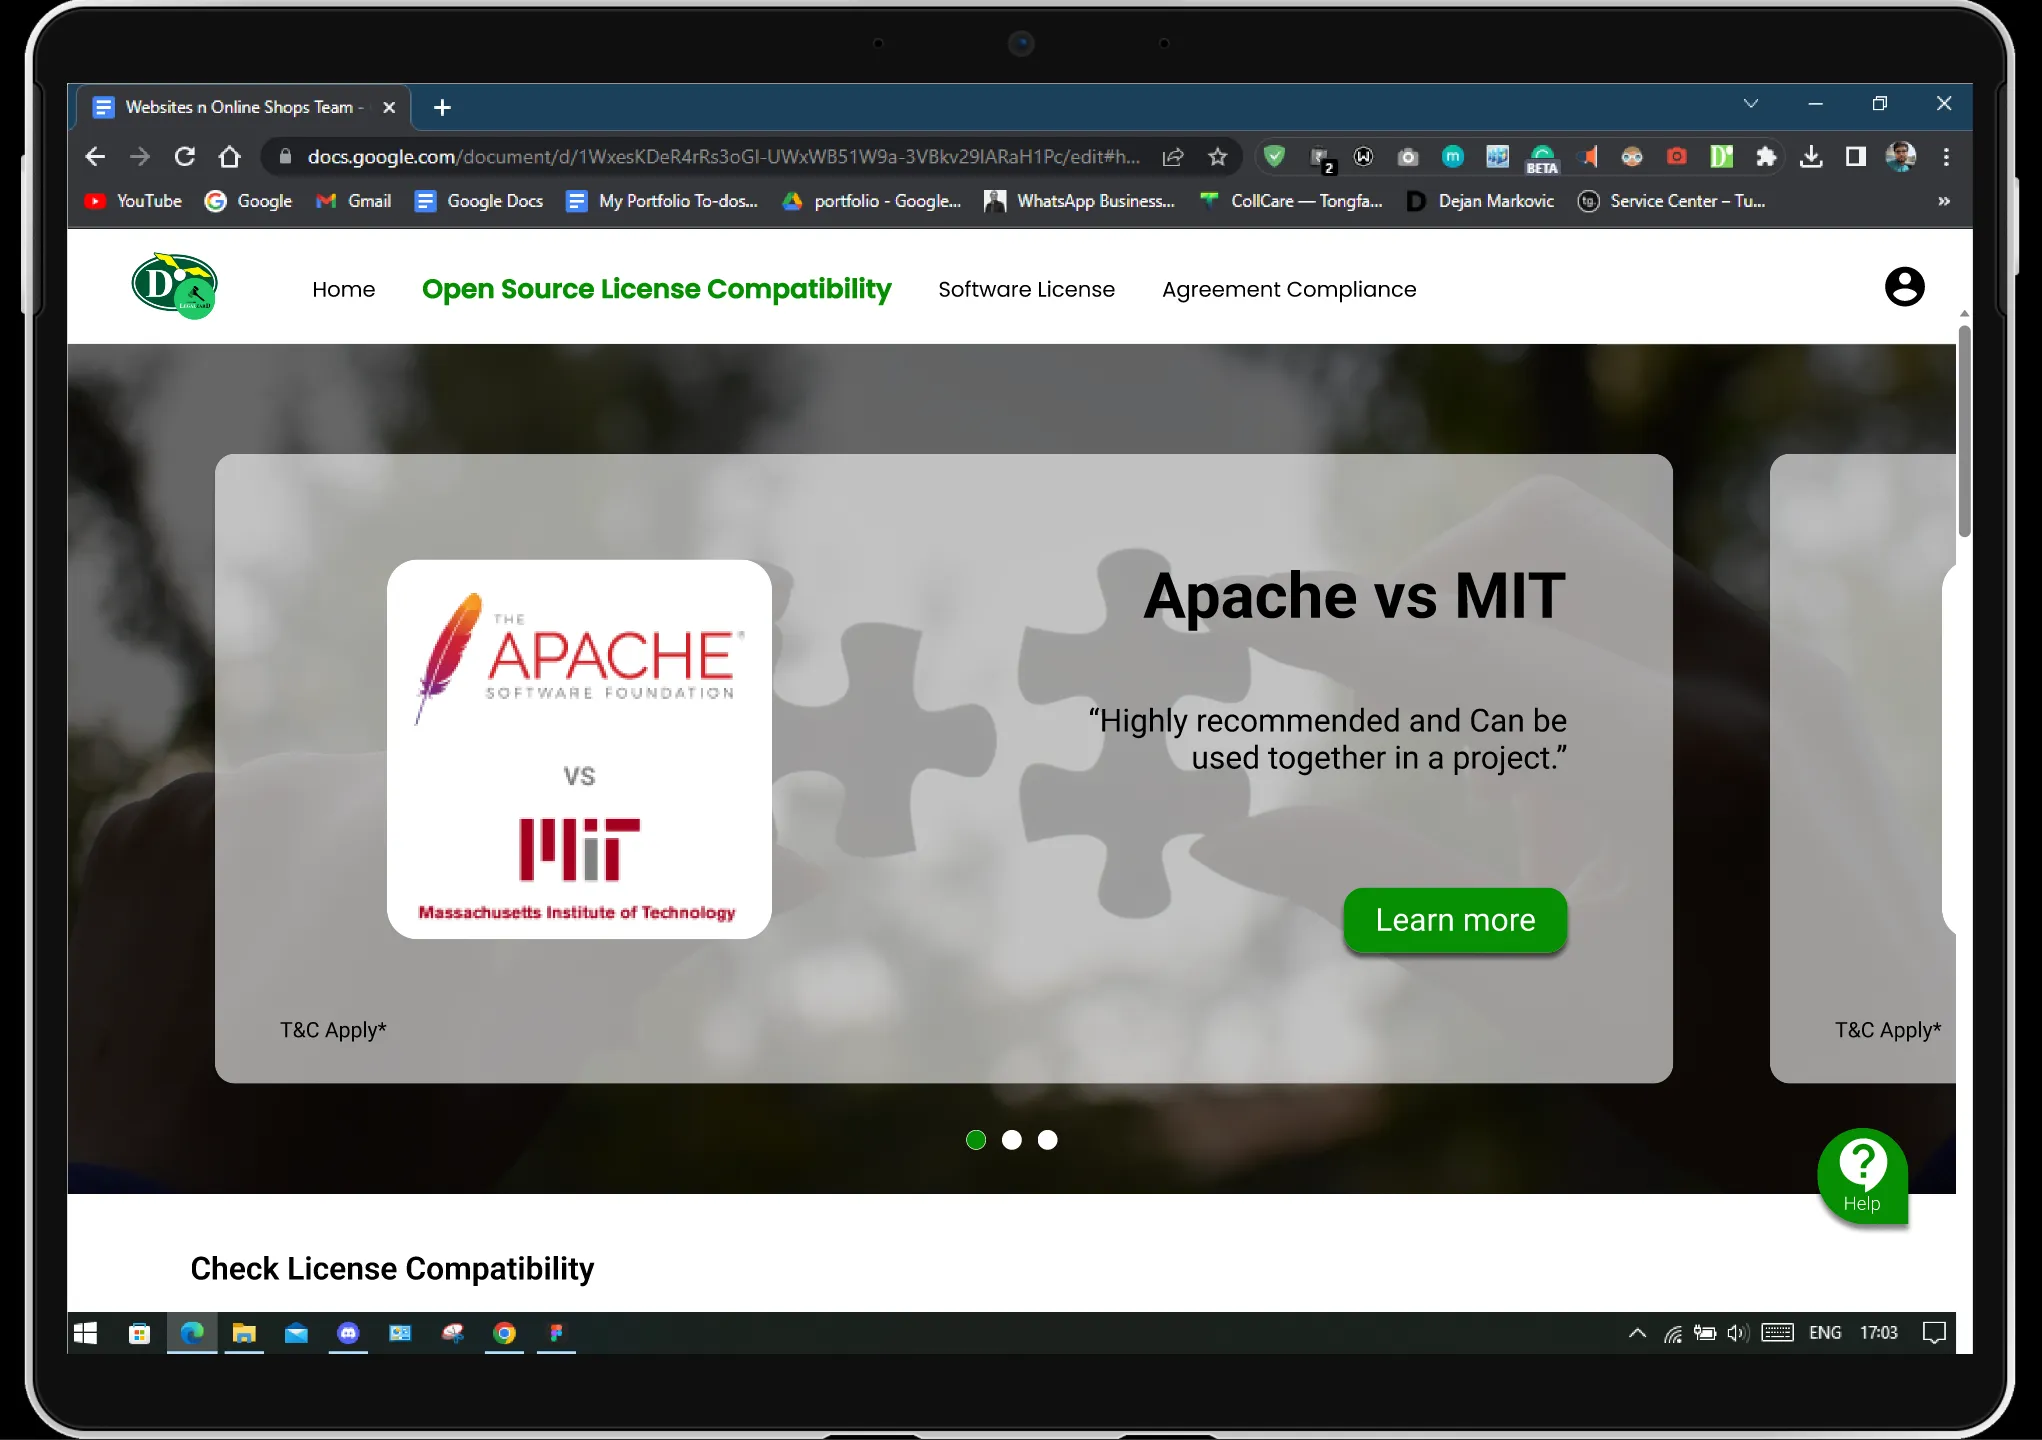 Websites n Online Shops Team -
docs.google.com/document/d/1WxesKDeR4rRs3oGI-UWxWB51W9a-3VBkv29IARaH1Pc/edit#h...
2
m
BETA
D
YouTube
Google
Gmail
Google Docs
My Portfolio To-dos...
portfolio - Google...
WhatsApp Business...
CollCare — Tongfa...
Dejan Markovic
tg.
Service Center – Tu...
»
D
Home
Open Source License Compatibility
Software License
Agreement Compliance
THE
APACHE®
SOFTWARE FOUNDATION
VS
MiT
Massachusetts Institute of Technology
Apache vs MIT
“Highly recommended and Can be
used together in a project.”
Learn more
T&C Apply*
T&C Apply*
?
Help
Check License Compatibility
ENG
17:03